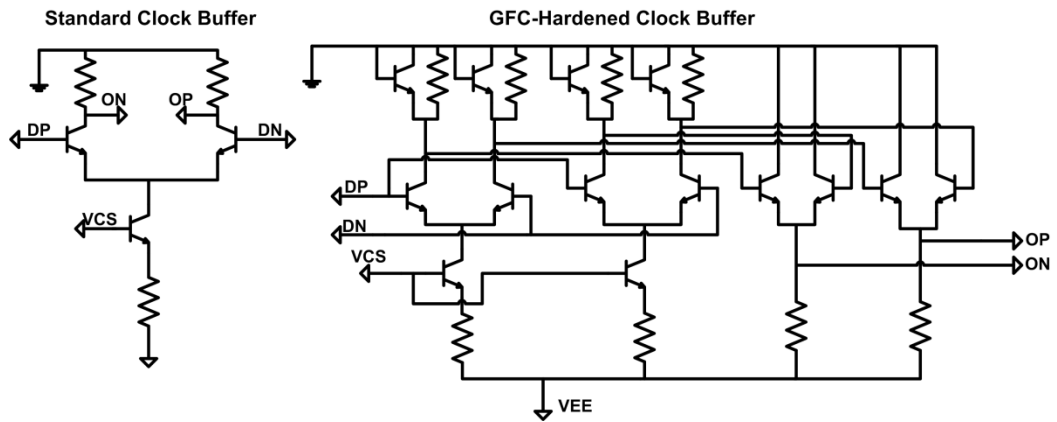 Standard Clock Buffer
GFC-Hardened Clock Buffer
ON
OP
DP
DN
VCS
DP
DN
VCS
OP
ON
VEE